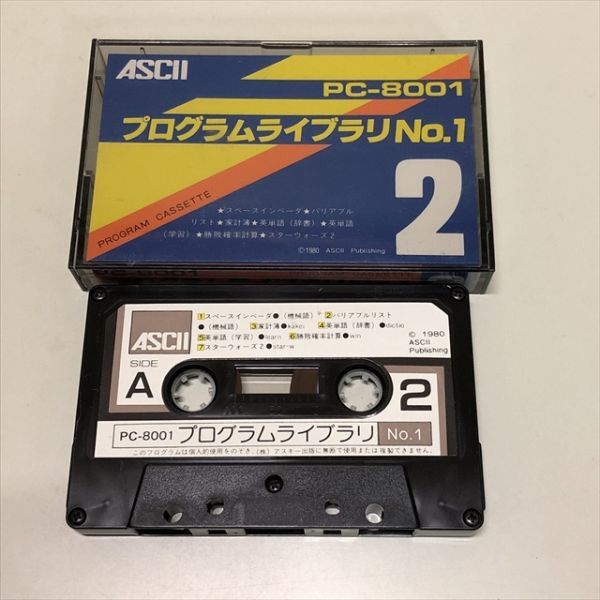 ASCII
PC-8001
プログラムライブラリNo.1
2
PROGRAM CASSETTE
★スペースインベーダ★バリアブル
リスト★家計簿★英単語(辞書)★英単語
(学習)★勝敗確率計算★スターウォーズ2
©1980 ASCII Publishing
PC-8001
ASCII
1スペースインベーダ●(機械語) 2バリアブルリスト
●(機械語) 3家計簿●kakei 4英単語(辞書)●dictio
5英単語(学習)●learn 6勝敗確率計算●win
7スターウォーズ2●star-w
© 1980
ASCII
Publishing
SIDE
A
2
PC-8001 プログラムライブラリ No.1
このプログラムは個人的使用をのぞき、(株)アスキー出版に無断で使用または複製できません。